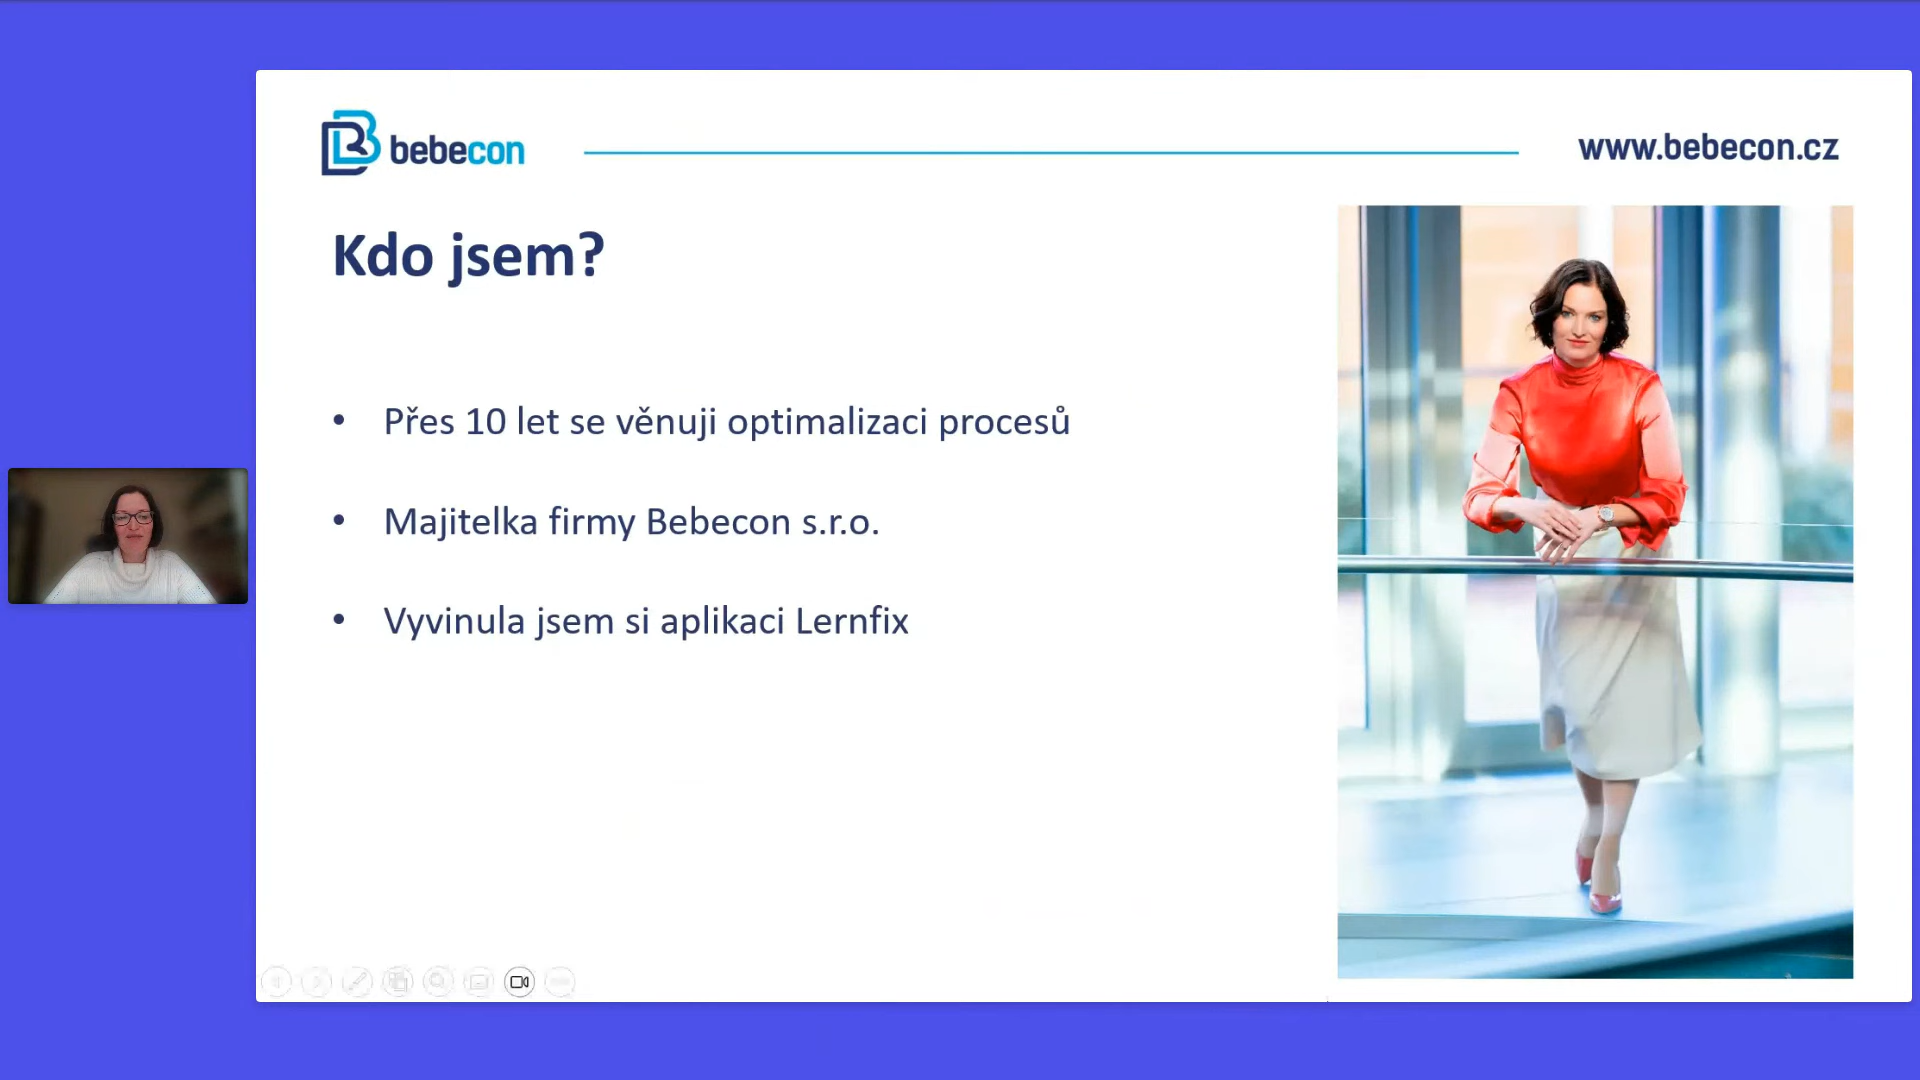 bebecon
www.bebecon.cz
Kdo jsem?
• Přes 10 let se věnuji optimalizaci procesů
• Majitelka firmy Bebecon s.r.o.
• Vyvinula jsem si aplikaci Lernfix